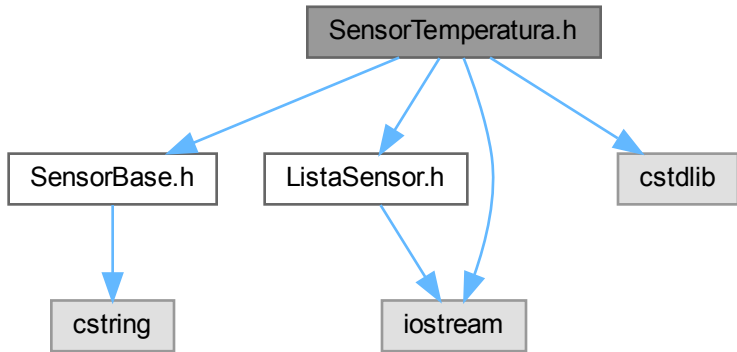 SensorTemperatura.h
SensorBase.h
ListaSensor.h
cstdlib
cstring
iostream